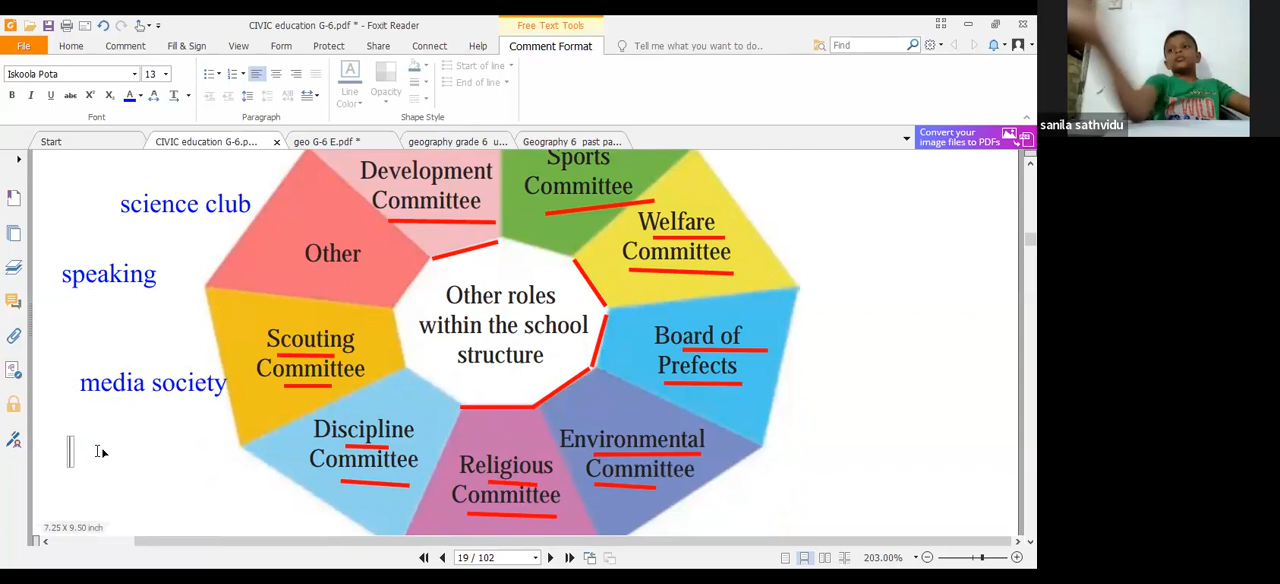 CIVIC education G-6.pdf * - Foxit Reader
Free Text Tools
File
Home
Comment
Fill & Sign
View
Form
Protect
Share
Connect
Help
Comment Format
Tell me what you want to do..
Find
Iskoola Pota
13
Line
Color
Opacity
Start of line
End of line
Font
Paragraph
Shape Style
sanila sathvidu
Start
CIVIC education G-6.p...
geo G-6 E.pdf *
geography grade 6 u...
Geography 6 past pa...
Convert your
image files to PDFs
Development
Committee
Sports
Committee
science club
Welfare
Committee
Other
speaking
Other roles
within the school
structure
Scouting
Committee
Board of
Prefects
media society
Discipline
Committee
Environmental
Committee
Religious
Committee
7.25 X 9.50 inch
19 / 102
203.00%